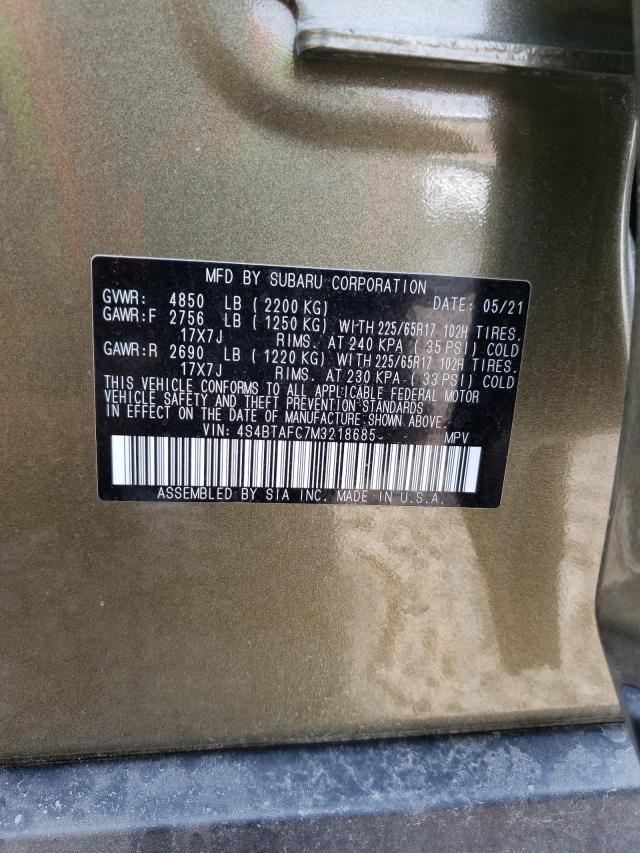 MFD BY SUBARU CORPORATION
GVWR: 4850 LB ( 2200 KG) DATE: 05/21
GAWR:F 2756 LB ( 1250 KG) WITH 225/65R17 102H TIRES.
17X7J RIMS. AT 240 KPA ( 35 PSI) COLD
GAWR:R 2690 LB ( 1220 KG) WITH 225/65R17 102H TIRES.
17X7J RIMS. AT 230 KPA ( 33 PSI) COLD
THIS VEHICLE CONFORMS TO ALL APPLICABLE FEDERAL MOTOR
VEHICLE SAFETY AND THEFT PREVENTION STANDARDS
IN EFFECT ON THE DATE OF MANUFACTURE SHOWN ABOVE.
VIN: 4S4BTAFC7M3218685 MPV
ASSEMBLED BY SIA INC. MADE IN U.S.A.